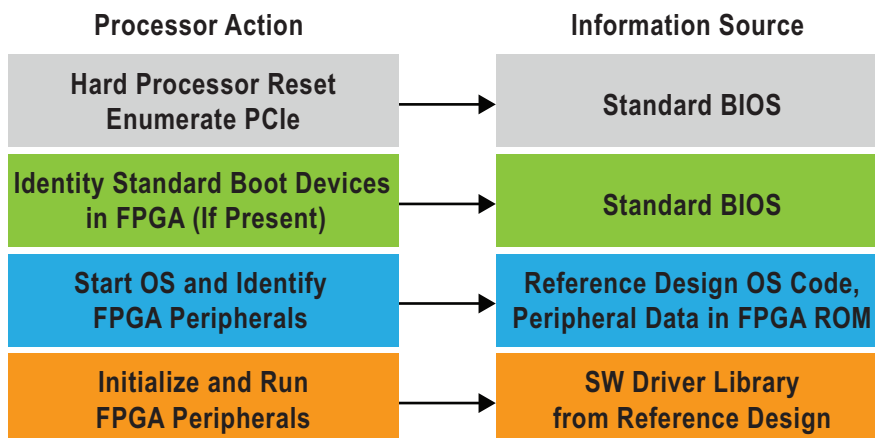 Processor Action
Information Source
Hard Processor Reset
Enumerate PCIe
Standard BIOS
Identity Standard Boot Devices
in FPGA (If Present)
Standard BIOS
Start OS and Identify
FPGA Peripherals
Reference Design OS Code,
Peripheral Data in FPGA ROM
Initialize and Run
FPGA Peripherals
SW Driver Library
from Reference Design